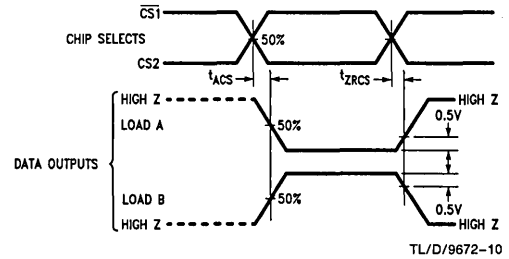 CS1
CHIP SELECTS
50%
CS2
tACS
tZRCS
HIGH Z
HIGH Z
0.5V
LOAD A
50%
DATA OUTPUTS
LOAD B
50%
0.5V
HIGH Z
HIGH Z
TL/D/9672-10